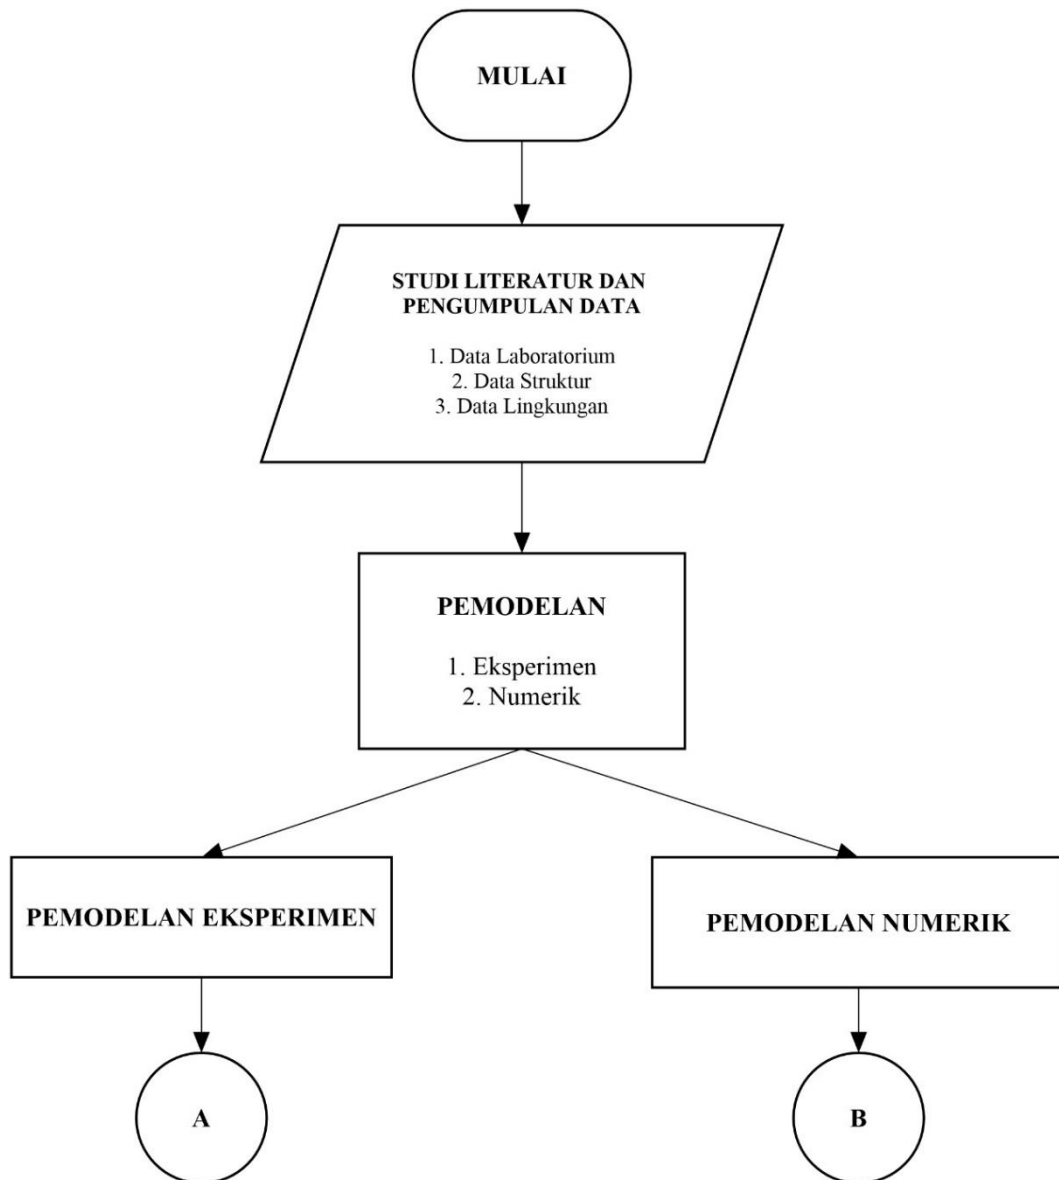 MULAI
STUDI LITERATUR DAN
PENGUMPULAN DATA
1. Data Laboratorium
2. Data Struktur
3. Data Lingkungan
PEMODELAN
1. Eksperimen
2. Numerik
PEMODELAN EKSPERIMEN
PEMODELAN NUMERIK
A
B